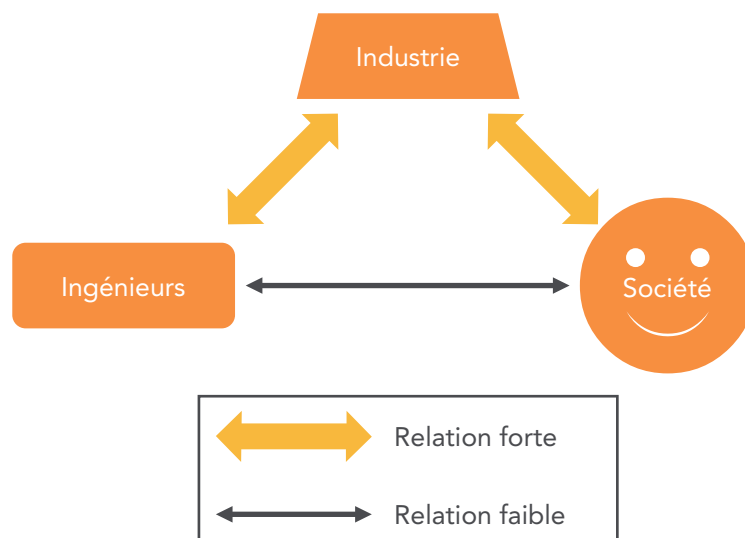 Industrie
Ingénieurs
Société
Relation forte
Relation faible